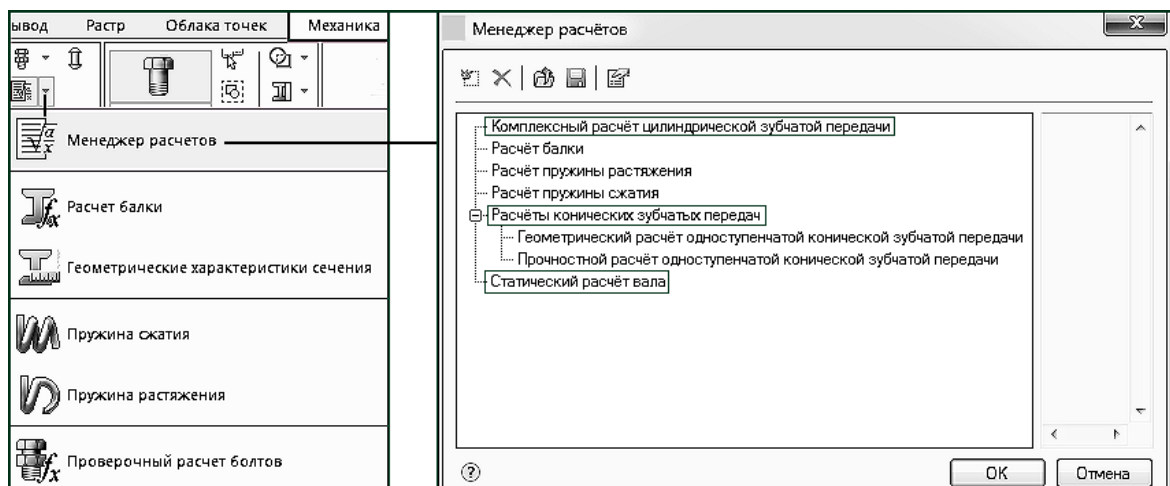 ывод Растр Облака точек Механика
Менеджер расчетов
Расчет балки
Геометрические характеристики сечения
Пружина сжатия
Пружина растяжения
Проверочный расчет болтов
Менеджер расчётов
Комплексный расчёт цилиндрической зубчатой передачи
Расчёт балки
Расчёт пружины растяжения
Расчёт пружины сжатия
Расчёты конических зубчатых передач
Геометрический расчёт одноступенчатой конической зубчатой передачи
Прочностной расчёт одноступенчатой конической зубчатой передачи
Статический расчёт вала
OK Отмена